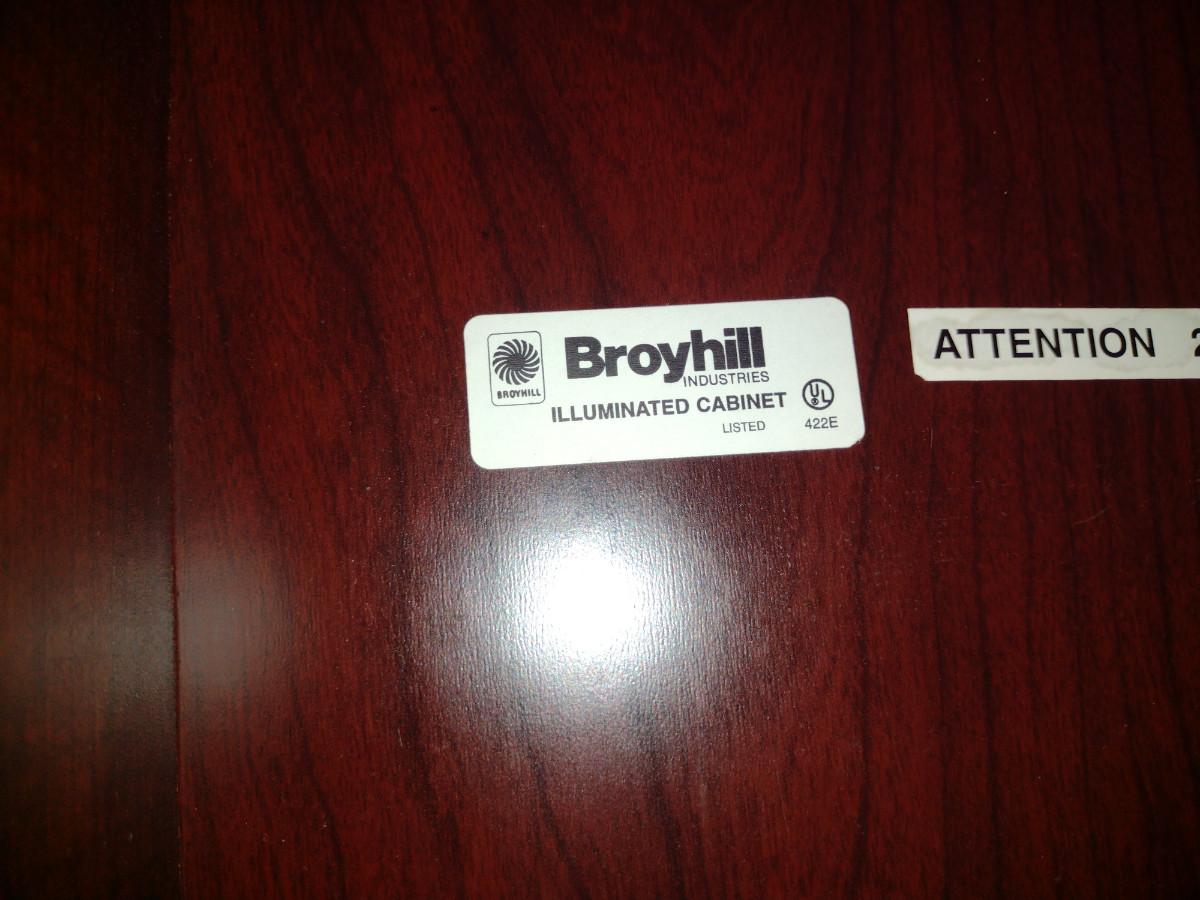 Broyhill
INDUSTRIES
BROYHILL
ILLUMINATED CABINET
UL
LISTED
422E
ATTENTION